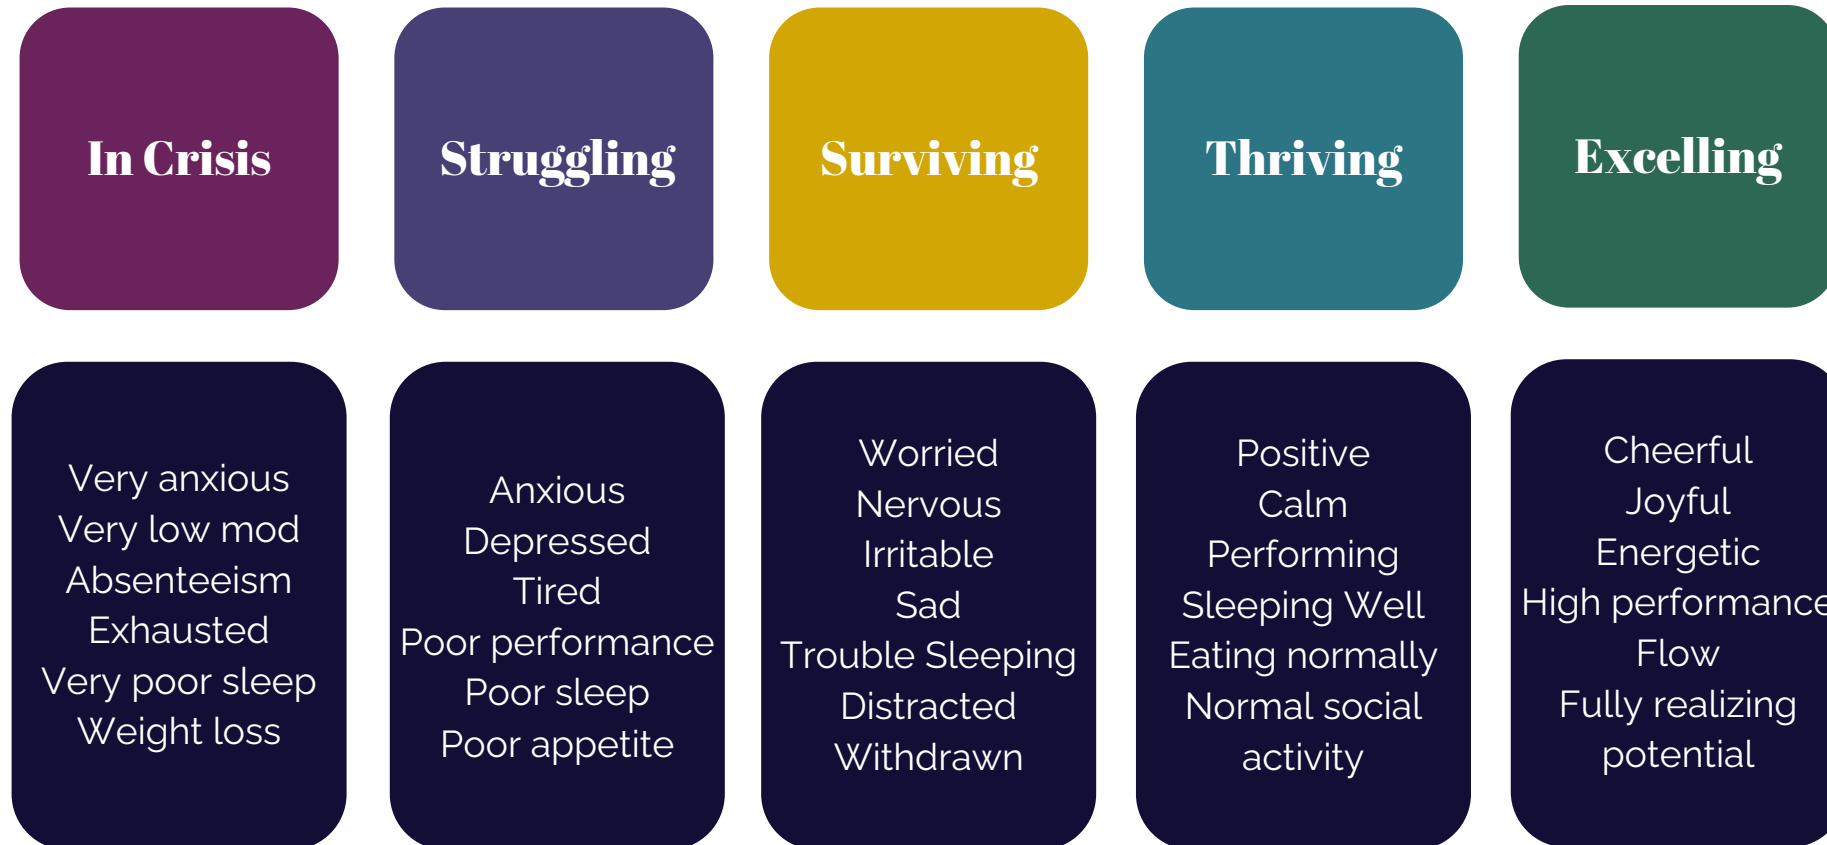 In Crisis
Struggling
Surviving
Thriving
Excelling
Very anxious
Very low mod
Absenteeism
Exhausted
Very poor sleep
Weight loss
Anxious
Depressed
Tired
Poor performance
Poor sleep
Poor appetite
Worried
Nervous
Irritable
Sad
Trouble Sleeping
Distracted
Withdrawn
Positive
Calm
Performing
Sleeping Well
Eating normally
Normal social
activity
Cheerful
Joyful
Energetic
High performance
Flow
Fully realizing
potential